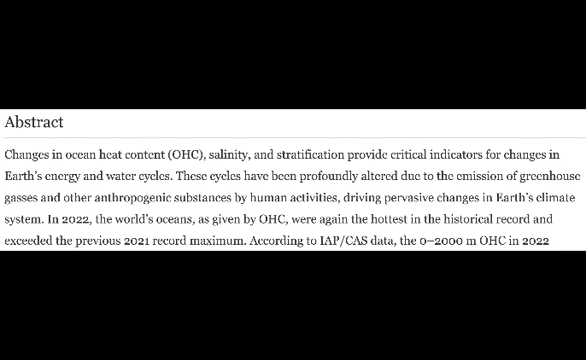 Abstract
Changes in ocean heat content (OHC), salinity, and stratification provide critical indicators for changes in
Earth's energy and water cycles. These cycles have been profoundly altered due to the emission of greenhouse
gasses and other anthropogenic substances by human activities, driving pervasive changes in Earth's climate
system. In 2022, the world's oceans, as given by OHC, were again the hottest in the historical record and
exceeded the previous 2021 record maximum. According to IAP/CAS data, the 0–2000 m OHC in 2022